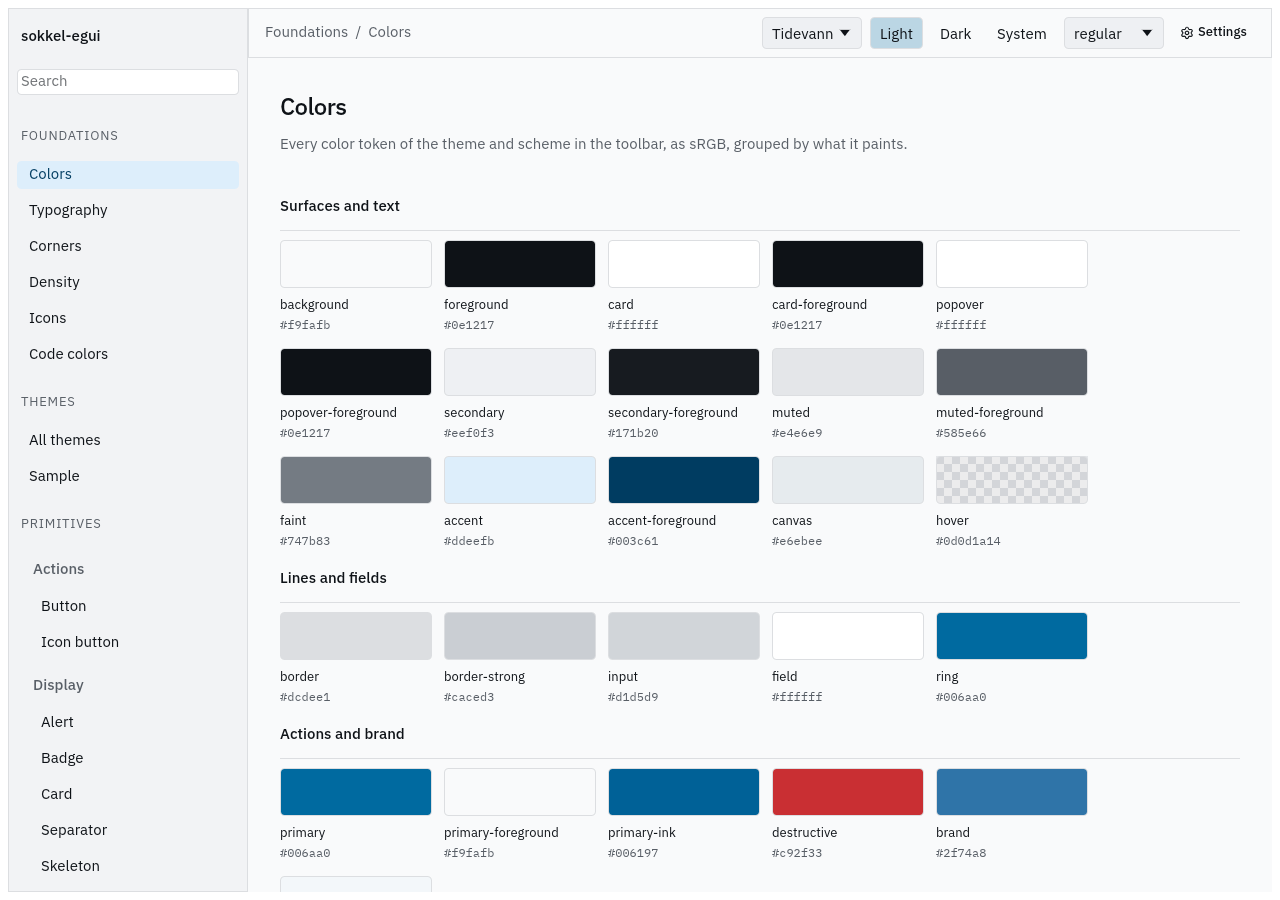 sokkel-egui
Search
FOUNDATIONS
Colors
Typography
Corners
Density
Icons
Code colors
THEMES
All themes
Sample
PRIMITIVES
Actions
Button
Icon button
Display
Alert
Badge
Card
Separator
Skeleton
Foundations / Colors
Tidevann Light Dark System regular Settings
Colors
Every color token of the theme and scheme in the toolbar, as sRGB, grouped by what it paints.
Surfaces and text
background foreground card card-foreground popover
#f9fafb #0e1217 #ffffff #0e1217 #ffffff
popover-foreground secondary secondary-foreground muted muted-foreground
#0e1217 #eef0f3 #171b20 #e4e6e9 #585e66
faint accent accent-foreground canvas hover
#747b83 #ddeefb #003c61 #e6ebee #0d0d1a14
Lines and fields
border border-strong input field ring
#dcdee1 #caced3 #d1d5d9 #ffffff #006aa0
Actions and brand
primary primary-foreground primary-ink destructive brand
#006aa0 #f9fafb #006197 #c92f33 #2f74a8